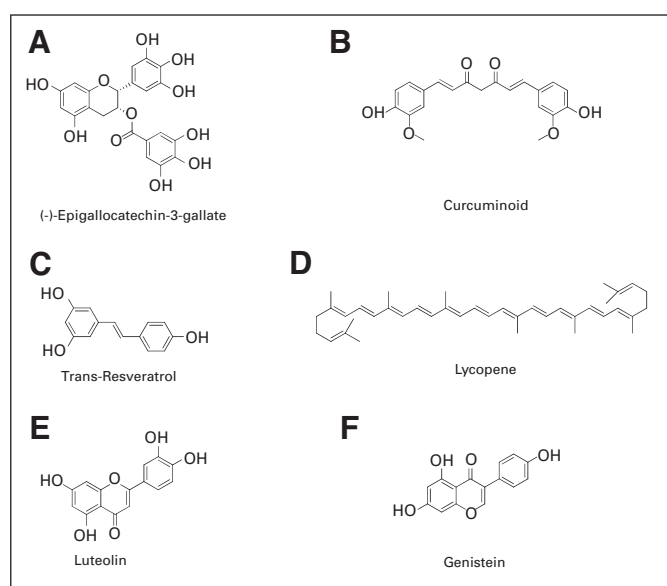 A
OH
OH
HO
O
OH
O
OH
O
OH
OH
OH
(-)-Epigallocatechin-3-gallate
B
O O
OH
OH
O
O
Curcuminoid
C
HO
OH
HO
Trans-Resveratrol
D
Lycopene
E
OH
OH
HO
O
OH O
Luteolin
F
OH
OH O
HO
O
Genistein